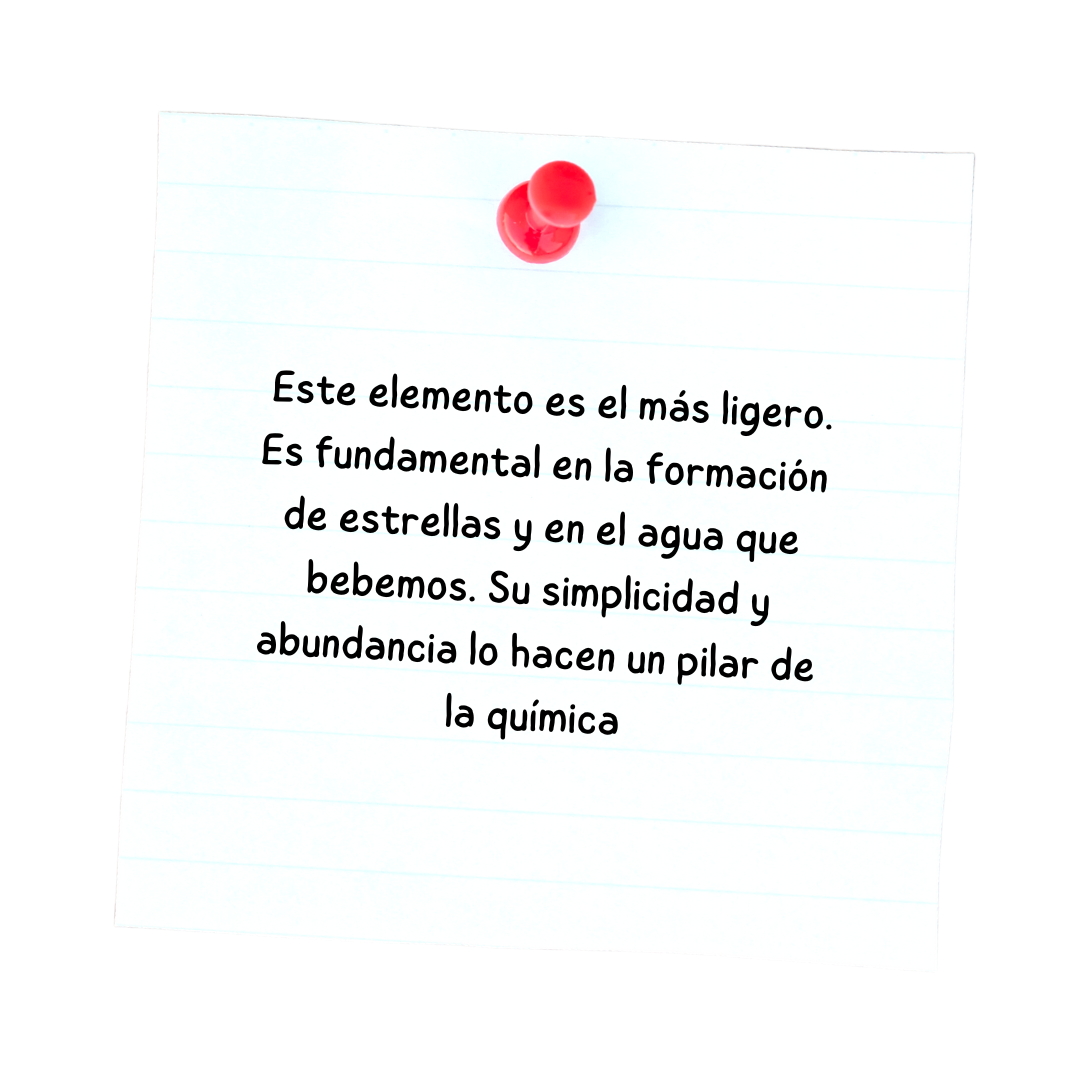 Este elemento es el más ligero.
Es fundamental en la formación
de estrellas y en el agua que
bebemos. Su simplicidad y
abundancia lo hacen un pilar de
la química